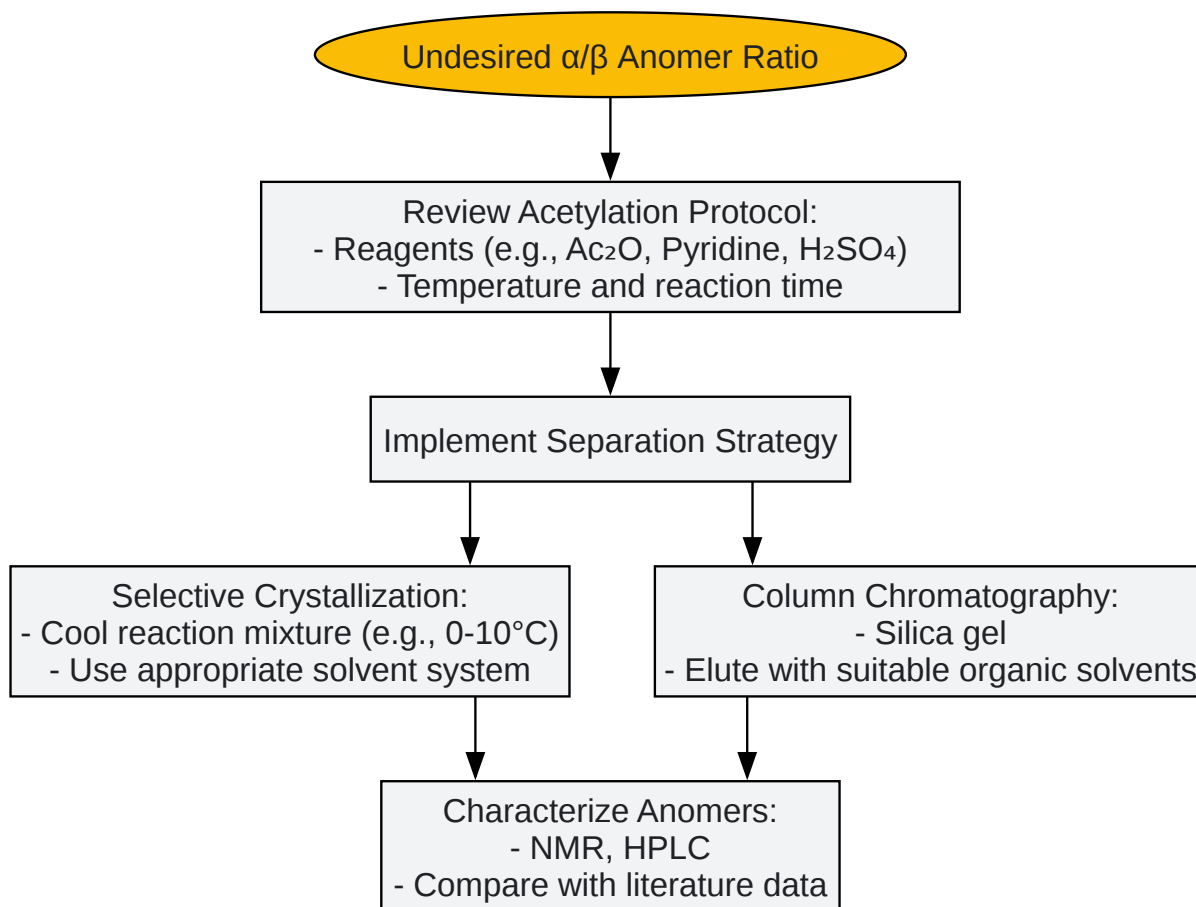 Undesired α/β Anomer Ratio
Review Acetylation Protocol:
- Reagents (e.g., Ac₂O, Pyridine, H₂SO₄)
- Temperature and reaction time
Implement Separation Strategy
Selective Crystallization:
- Cool reaction mixture (e.g., 0-10°C)
- Use appropriate solvent system
Column Chromatography:
- Silica gel
- Elute with suitable organic solvents
Characterize Anomers:
- NMR, HPLC
- Compare with literature data